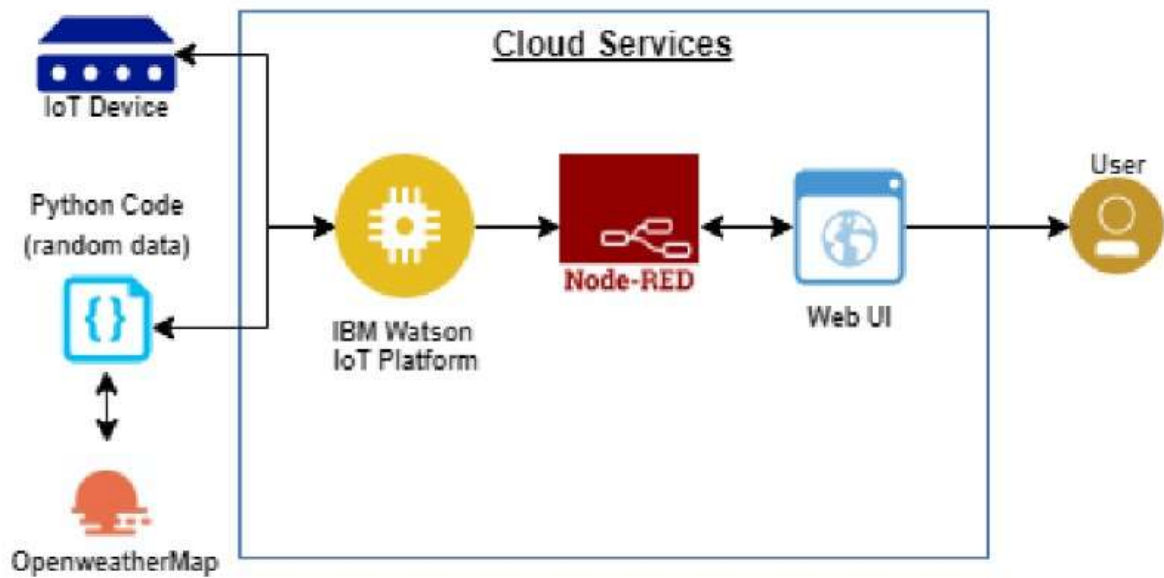 Cloud Services
IoT Device
Python Code
(random data)
{}
IBM Watson
IoT Platform
Node-RED
Web UI
User
OpenweatherMap